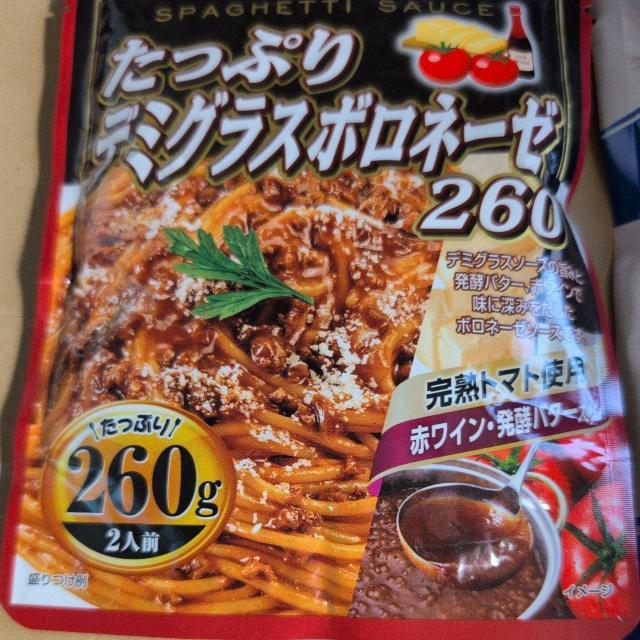 SPAGHETTI SAUCE
たっぷり
デミグラスボロネーゼ
260
デミグラスソースの旨みと
発酵バター、赤ワインで
味に深みをだした
ボロネーゼソースです。
完熟トマト使用
赤ワイン・発酵バター入り
たっぷり
260g
2人前
盛りつけ例
イメージ